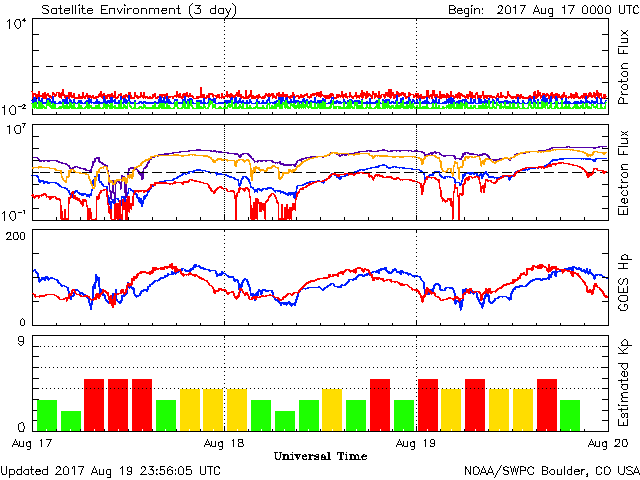 Satellite Environment (3 day) Begin: 2017 Aug 17 0000 UTC
10⁴
10⁻²
Proton Flux
10⁷
10⁻¹
Electron Flux
200
0
GOES Hp
9
0
Estimated Kp
Aug 17 Aug 18 Aug 19 Aug 20
Universal Time
Updated 2017 Aug 19 23:56:05 UTC NOAA/SWPC Boulder, CO USA